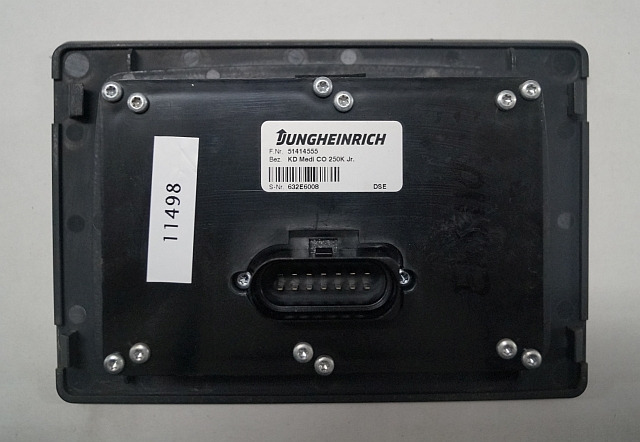 JUNGHEINRICH
F.Nr. 51414555
Bez. KD Medi CO 250K Jr.
S-Nr. 632E6008 DSE
11498